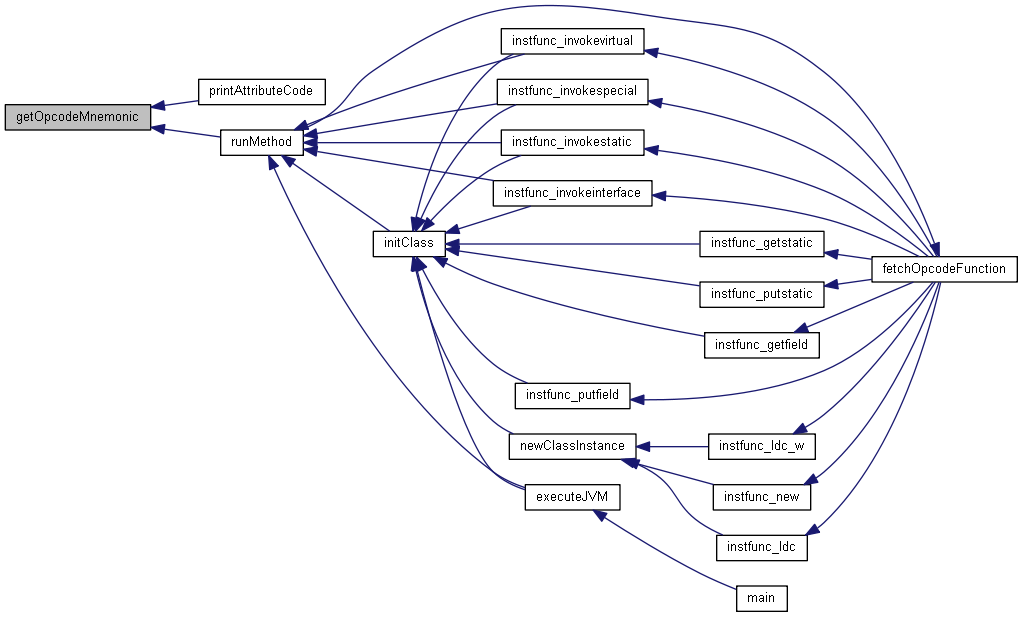 instfunc_invokevirtual
printAttributeCode
instfunc_invokespecial
getOpcodeMnemonic
runMethod
instfunc_invokestatic
instfunc_invokeinterface
initClass
instfunc_getstatic
fetchOpcodeFunction
instfunc_putstatic
instfunc_getfield
instfunc_putfield
newClassInstance
instfunc_ldc_w
executeJVM
instfunc_new
instfunc_ldc
main